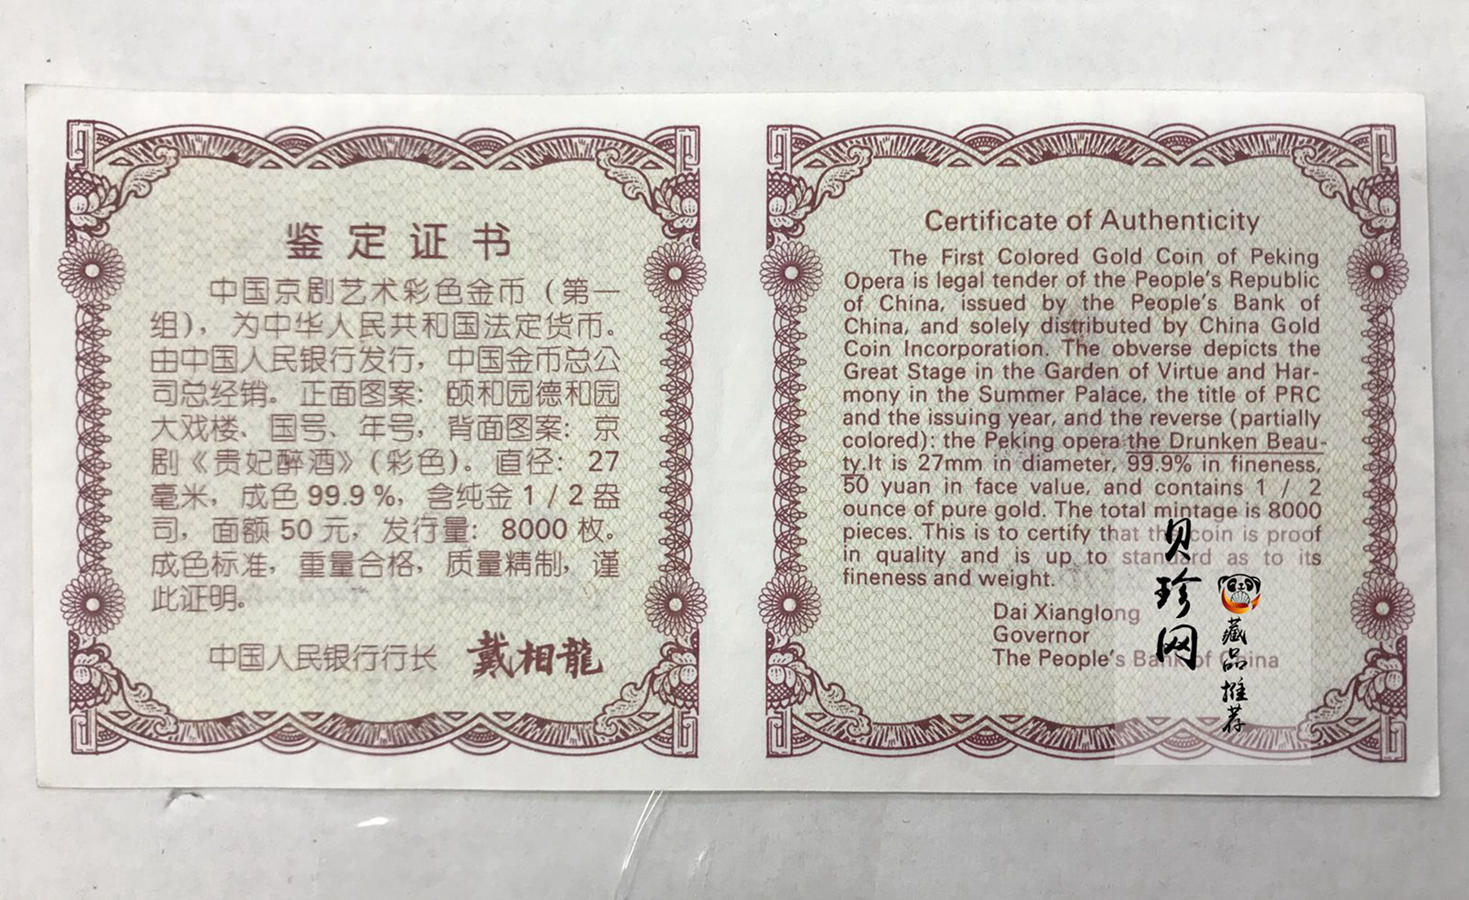 鉴定证书
中国京剧艺术彩色金币（第一
组），为中华人民共和国法定货币。
由中国人民银行发行，中国金币总公
司总经销。正面图案：颐和园德和园
大戏楼、国号、年号，背面图案：京
剧《贵妃醉酒》（彩色）。直径：27
毫米，成色 99.9 %，含纯金 1 / 2 盎
司，面额 50 元，发行量：8000 枚。
成色标准，重量合格，质量精制，谨
此证明。
中国人民银行行长 戴相龍
Certificate of Authenticity
The First Colored Gold Coin of Peking
Opera is legal tender of the People's Republic
of China, issued by the People's Bank of
China, and solely distributed by China Gold
Coin Incorporation. The obverse depicts the
Great Stage in the Garden of Virtue and Har-
mony in the Summer Palace, the title of PRC
and the issuing year, and the reverse (partially
colored): the Peking opera the Drunken Beau-
ty.It is 27mm in diameter, 99.9% in fineness,
50 yuan in face value, and contains 1 / 2
ounce of pure gold. The total mintage is 8000
pieces. This is to certify that the coin is proof
in quality and is up to standard as to its
fineness and weight.
Dai Xianglong
Governor
The People's Bank of China
贝珍网
藏品推荐